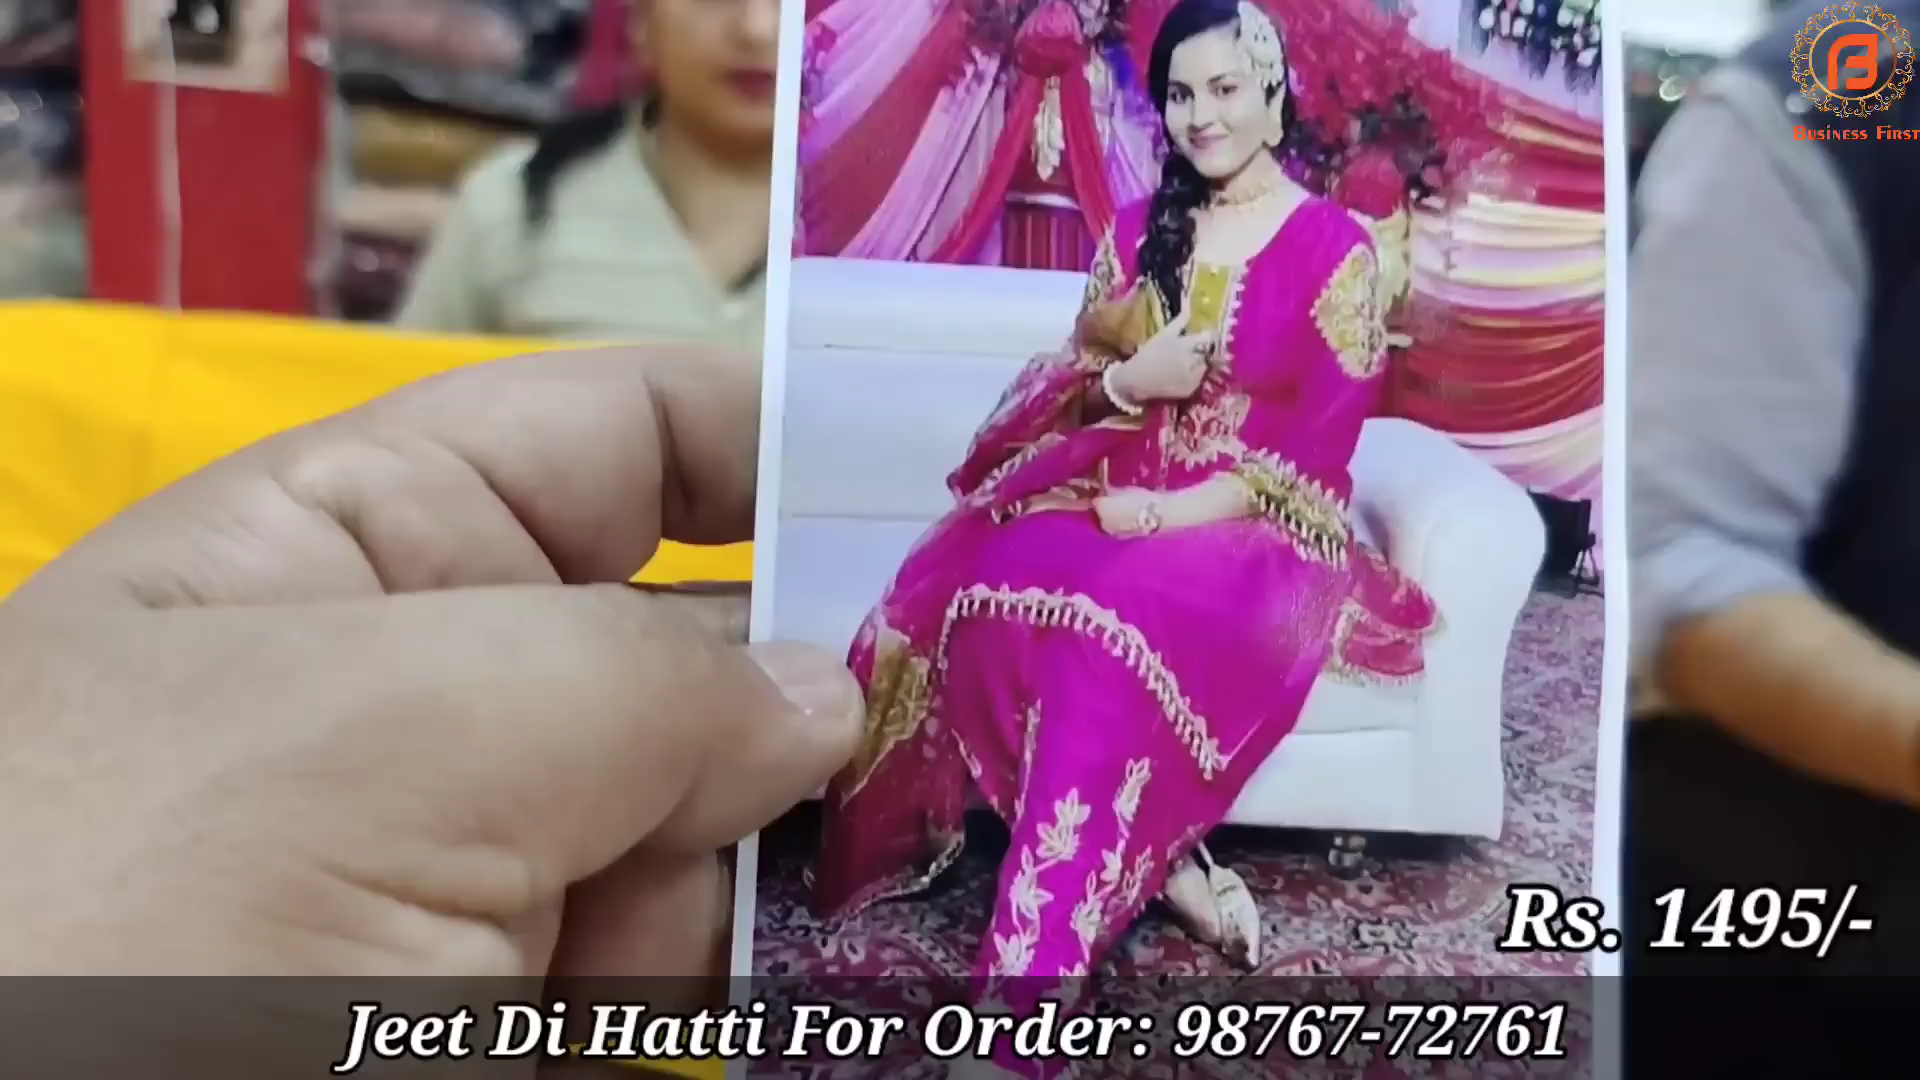 Business First
Rs. 1495/-
Jeet Di Hatti For Order: 98767-72761